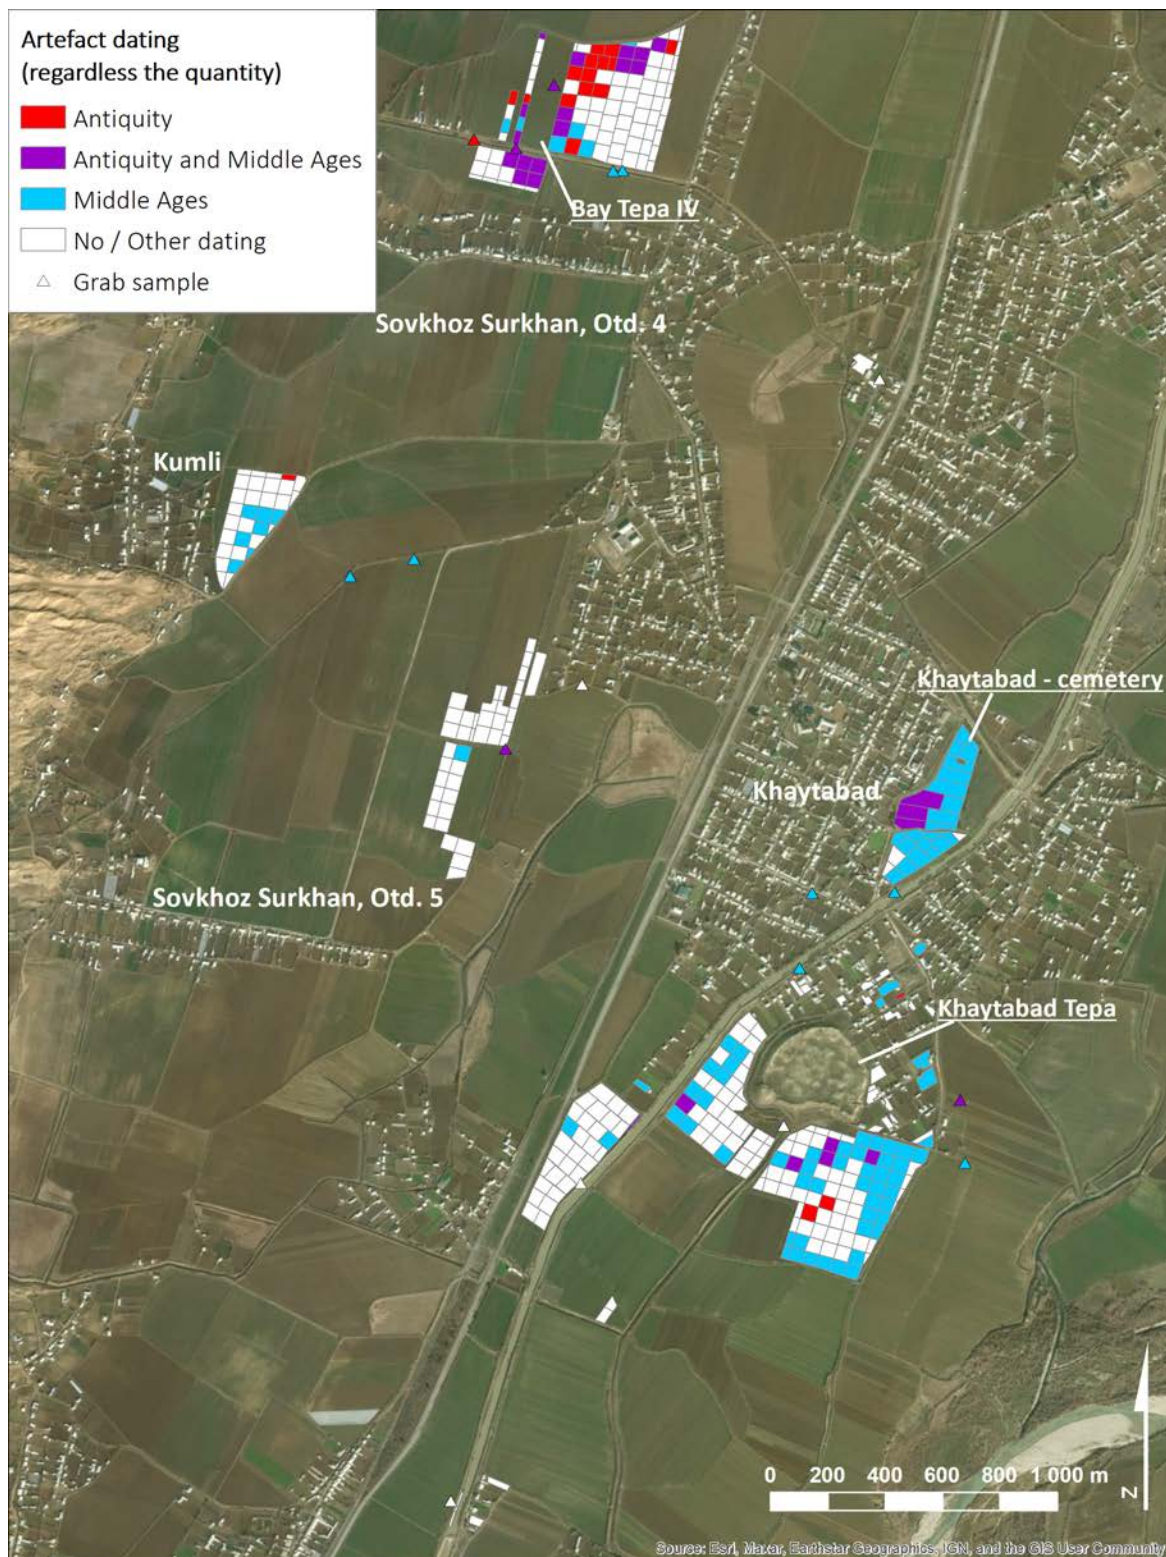 Artefact dating
(regardless the quantity)
Antiquity
Antiquity and Middle Ages
Middle Ages
No / Other dating
Grab sample
Bay Tepa IV
Sovkhoz Surkhan, Otd. 4
Kumli
Khaytabad - cemetery
Khaytabad
Sovkhoz Surkhan, Otd. 5
Khaytabad Tepa
0 200 400 600 800 1 000 m
N
Source: Esri, Maxar, Earthstar Geographics, IGN, and the GIS User Community